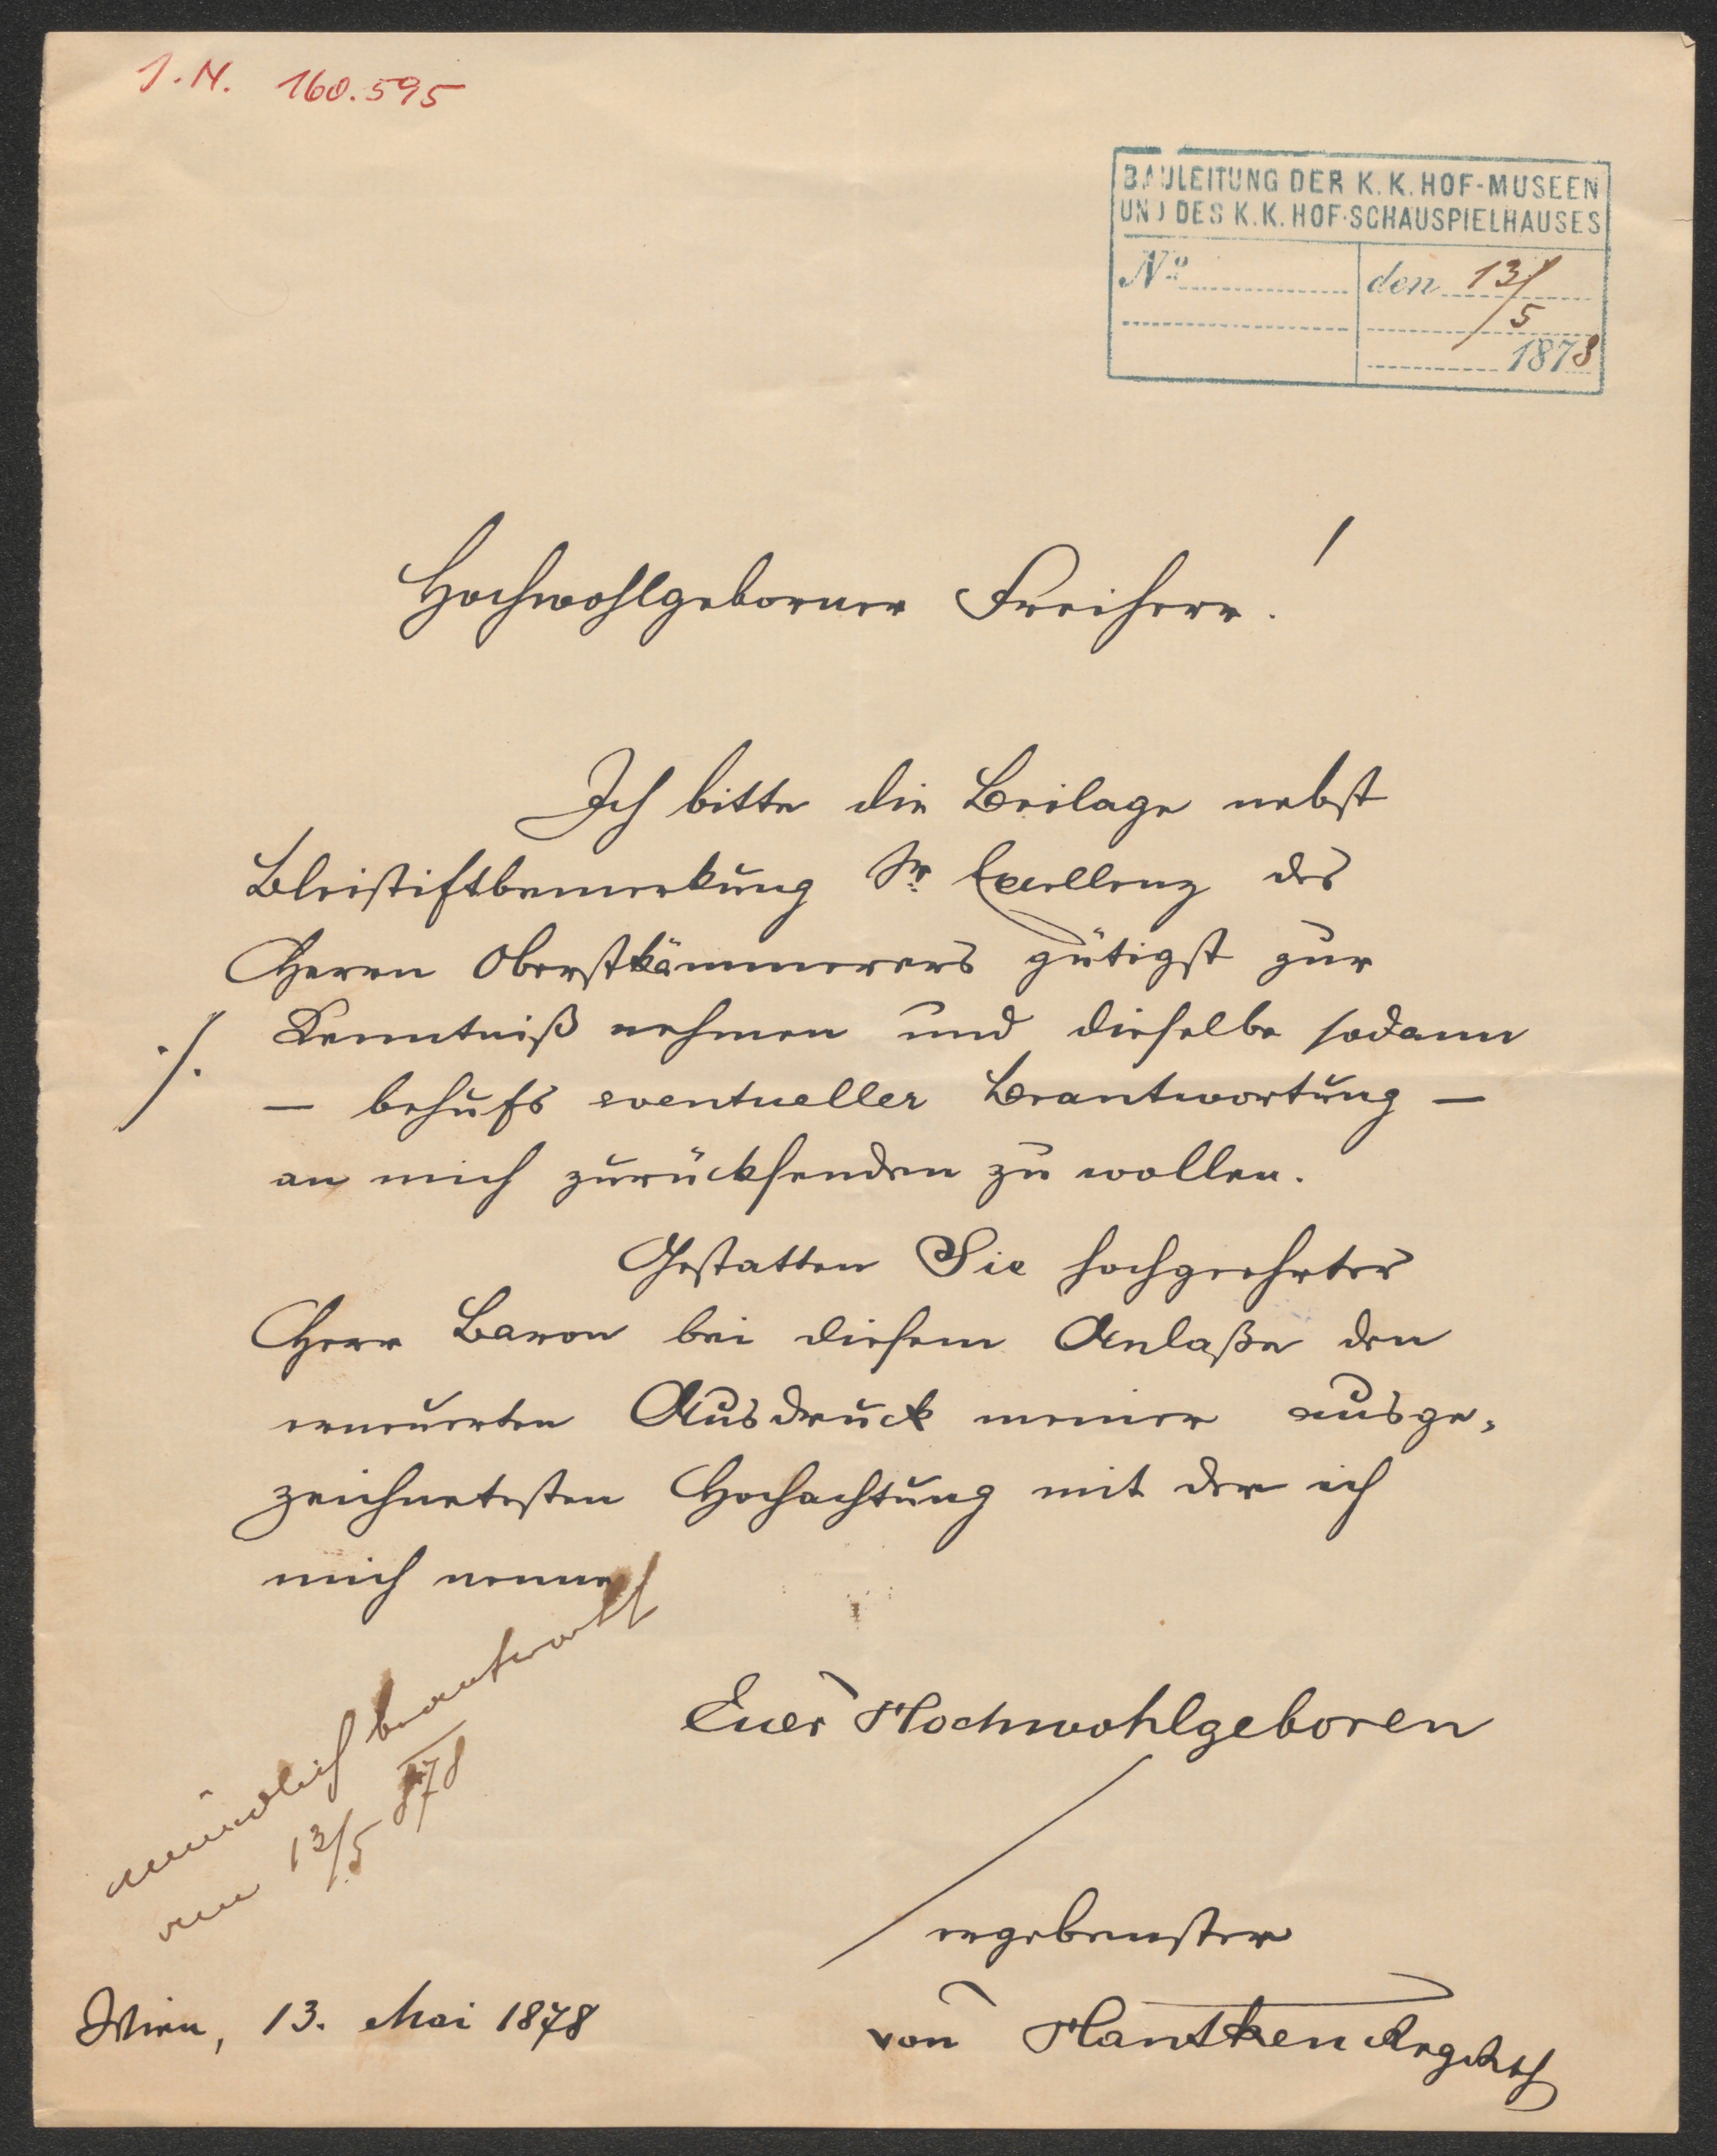 J.N. 160.595
BAULEITUNG DER K.K. HOF-MUSEEN
UND DES K.K. HOF-SCHAUSPIELHAUSES
No den 13/5
1878
Hochwohlgeborner Freiherr!
Ich bitte die Beilage nebst
Bleistiftbemerkung Sr. Excellenz des
Herrn Oberstkämmerers gütigst zur
./. Kenntniß nehmen und dieselbe sodann
— behufs eventueller Beantwortung —
an mich zurücksenden zu wollen.
Gestatten Sie hochgeehrter
Herr Baron bei diesem Anlaße den
erneuerten Ausdruck meiner ausge-
zeichnetsten Hochachtung mit der ich
mich nenne
mündlich beantwortet
am 13/5 878
Euer Hochwohlgeboren
ergebenster
von Hantken
Wien, 13. Mai 1878